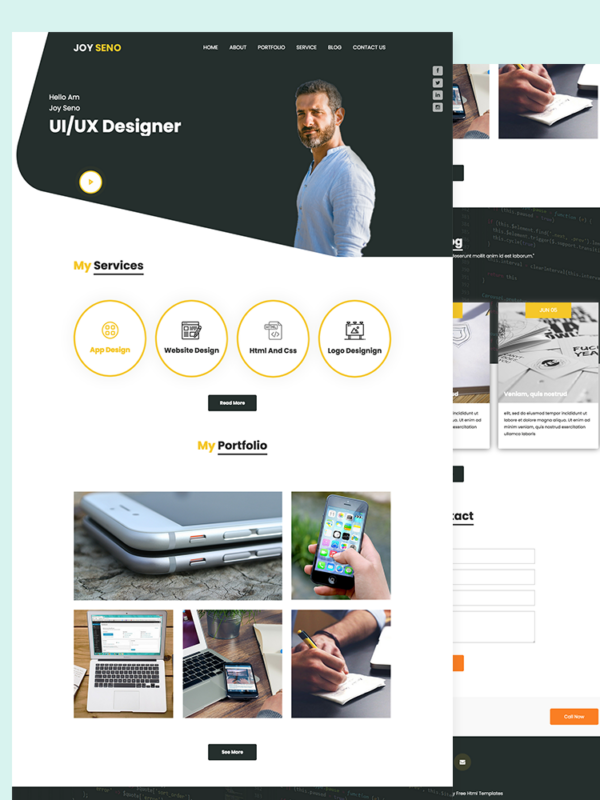 JOY SENO
HOME ABOUT PORTFOLIO SERVICE BLOG CONTACT US
Hello Am
Joy Seno
UI/UX Designer
My Services
App Design
Website Design
Html And Css
Logo Designign
Read More
My Portfolio
See More
deserunt mollit anim id est laborum."
JUN 05
Veniam, quis nostrud
elit, sed do eiusmod tempor incididunt ut
labore et dolore magna aliqua. Ut enim ad
minim veniam, quis nostrud exercitation
ullamco laboris
incididunt ut
Ut enim ad
exercitation
tact
Call Now
y Free Html Templates